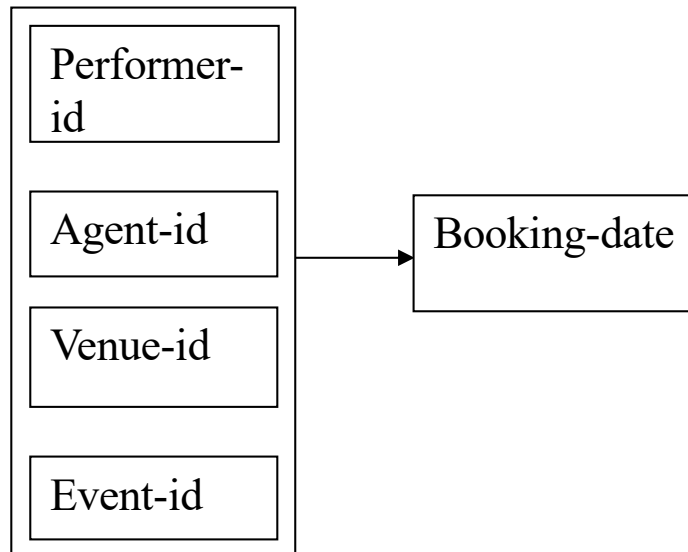 Performer-
id
Agent-id
Booking-date
Venue-id
Event-id